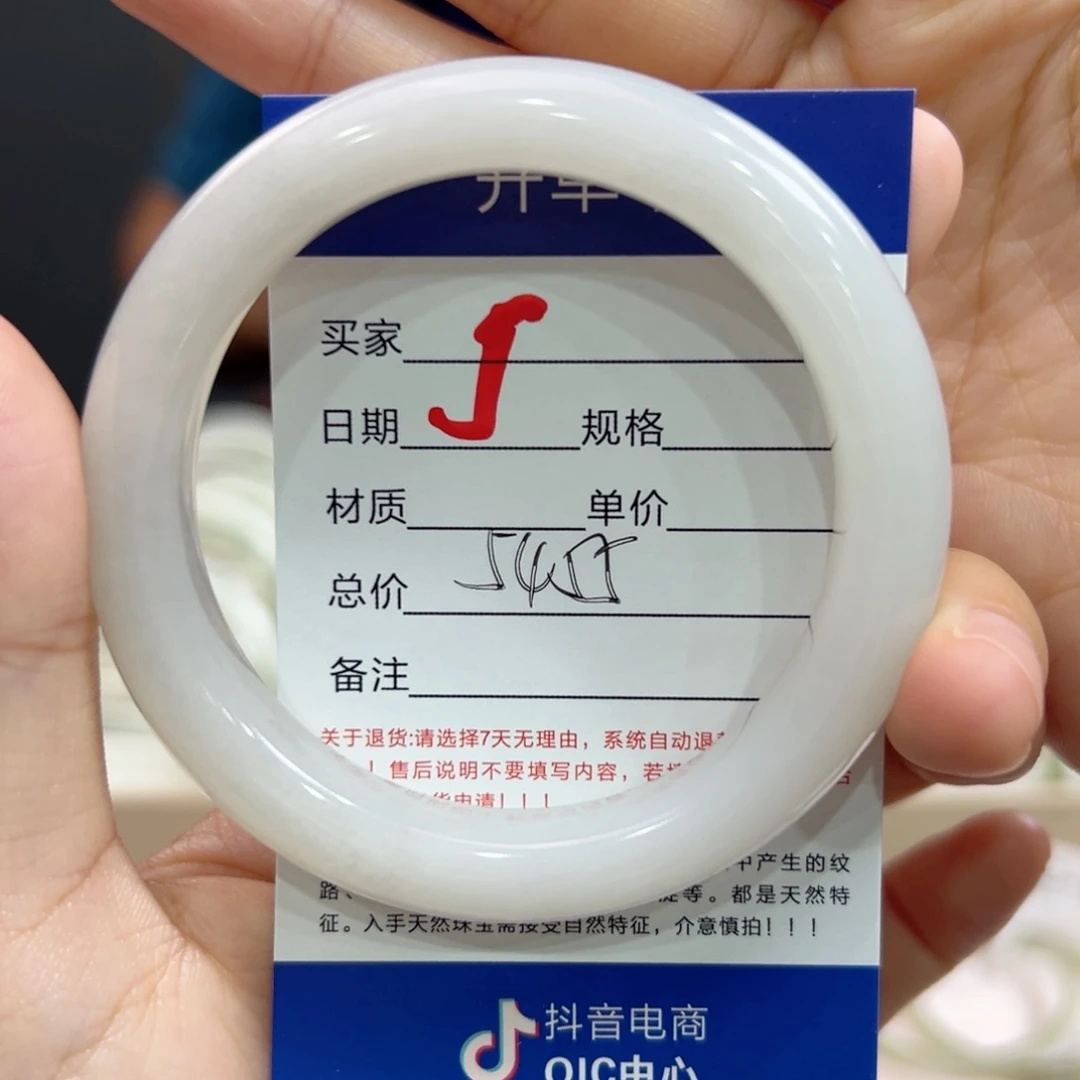 开单
买家
日期 规格
材质 单价
总价
备注
关于退货:请选择7天无理由，系统自动退
！售后说明不要填写内容，若
货申请！！！
中产生的纹
路、 等。都是天然特
征。入手天然珠宝需接受自然特征，介意慎拍！！！
抖音电商
QIC中心